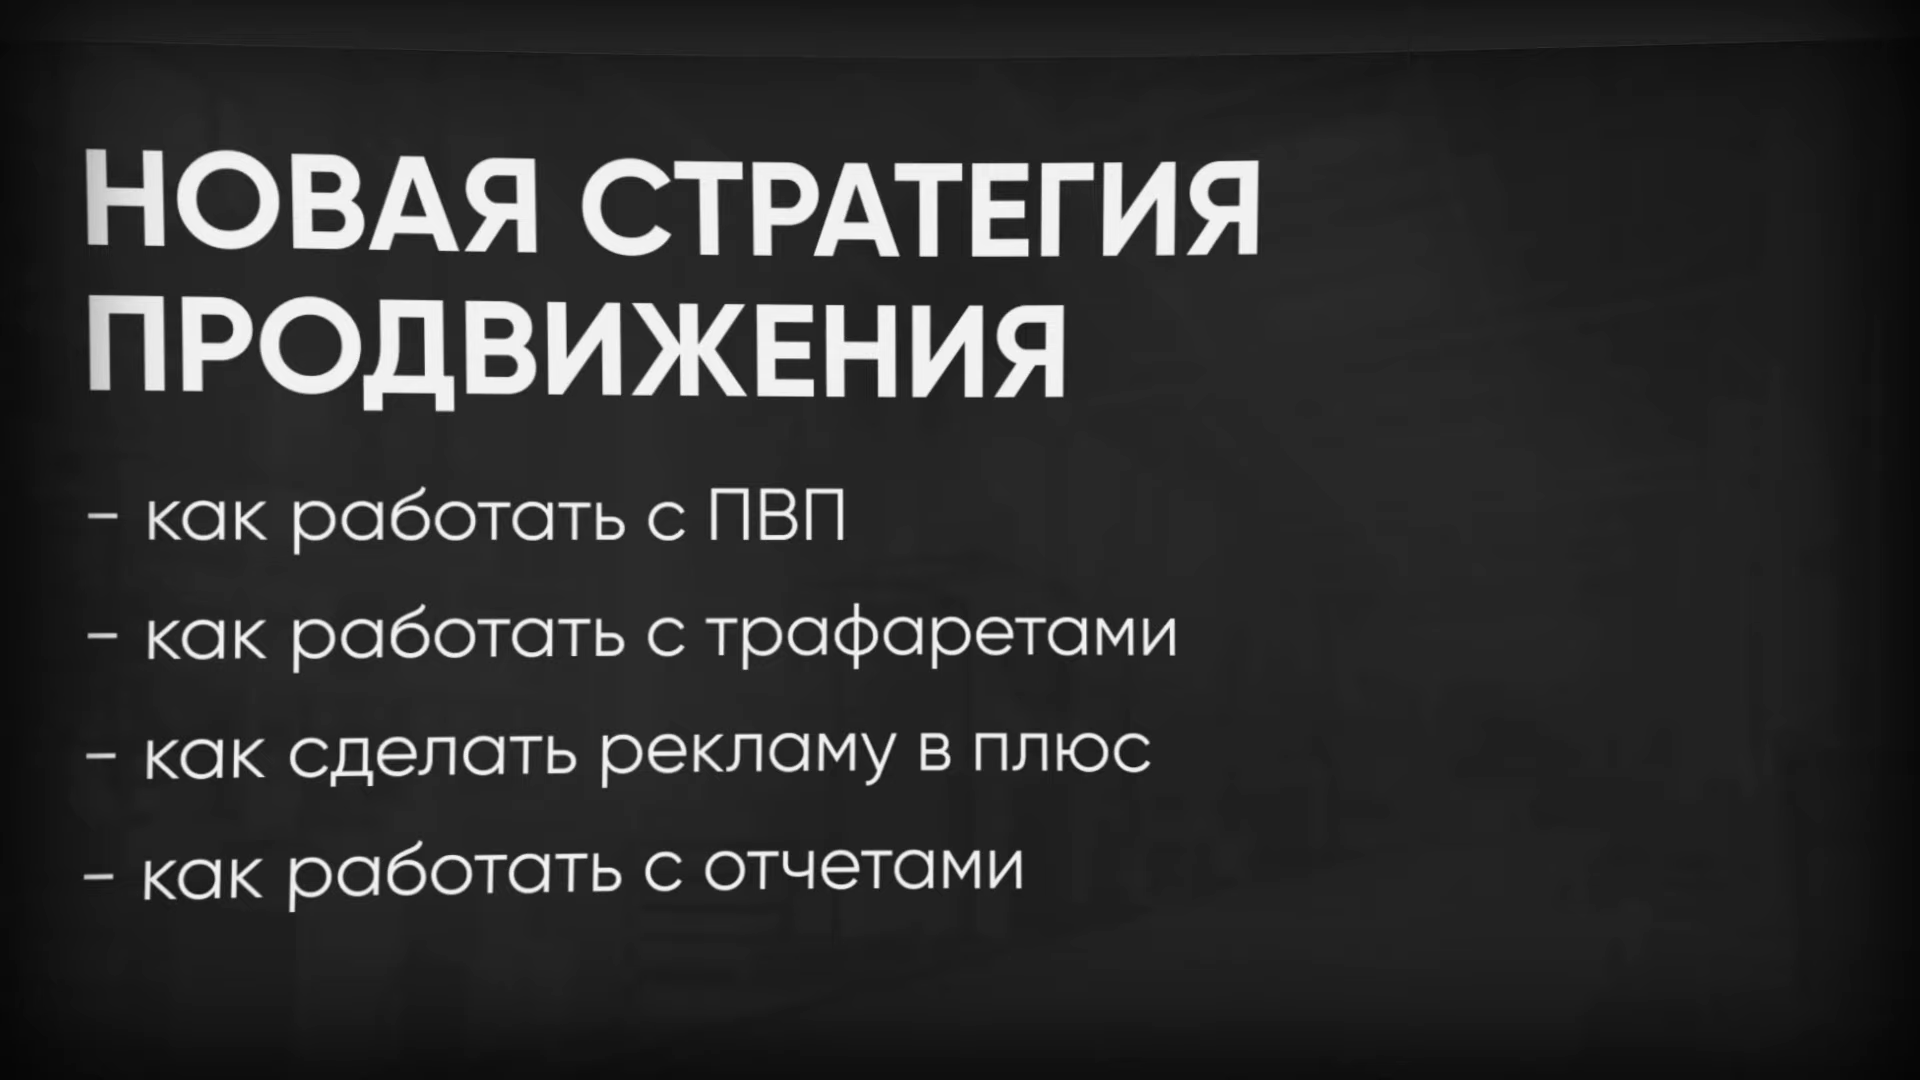 НОВАЯ СТРАТЕГИЯ
ПРОДВИЖЕНИЯ
- как работать с ПВП
- как работать с трафаретами
- как сделать рекламу в плюс
- как работать с отчетами